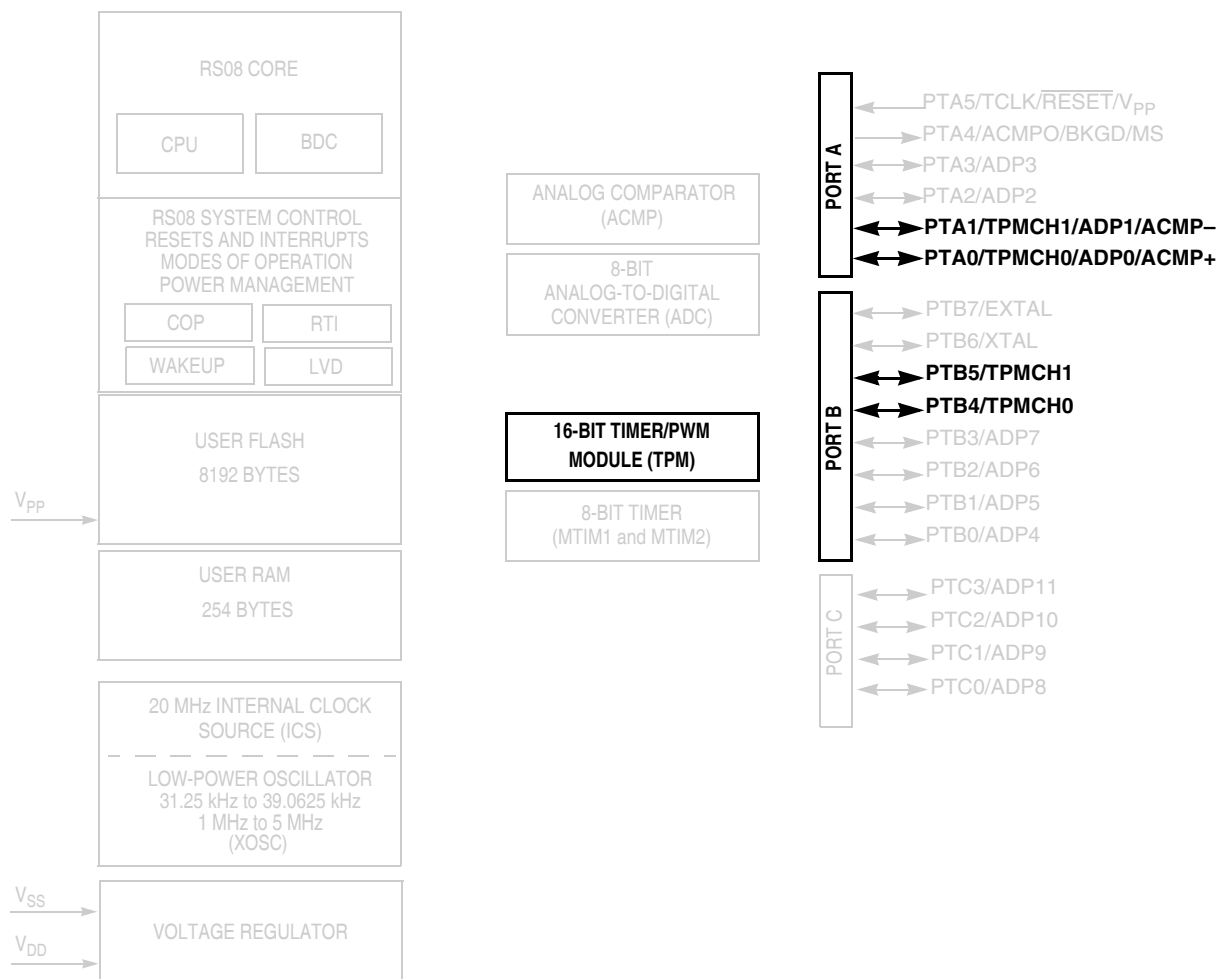 RS08 CORE
CPU
BDC
RS08 SYSTEM CONTROL
RESETS AND INTERRUPTS
MODES OF OPERATION
POWER MANAGEMENT
COP
RTI
WAKEUP
LVD
USER FLASH
8192 BYTES
VPP
USER RAM
254 BYTES
20 MHz INTERNAL CLOCK
SOURCE (ICS)
LOW-POWER OSCILLATOR
31.25 kHz to 39.0625 kHz
1 MHz to 5 MHz
(XOSC)
VSS
VDD
VOLTAGE REGULATOR
ANALOG COMPARATOR
(ACMP)
8-BIT
ANALOG-TO-DIGITAL
CONVERTER (ADC)
16-BIT TIMER/PWM
MODULE (TPM)
8-BIT TIMER
(MTIM1 and MTIM2)
PORT A
PTA5/TCLK/RESET/VPP
PTA4/ACMPO/BKGD/MS
PTA3/ADP3
PTA2/ADP2
PTA1/TPMCH1/ADP1/ACMP–
PTA0/TPMCH0/ADP0/ACMP+
PORT B
PTB7/EXTAL
PTB6/XTAL
PTB5/TPMCH1
PTB4/TPMCH0
PTB3/ADP7
PTB2/ADP6
PTB1/ADP5
PTB0/ADP4
PORT C
PTC3/ADP11
PTC2/ADP10
PTC1/ADP9
PTC0/ADP8